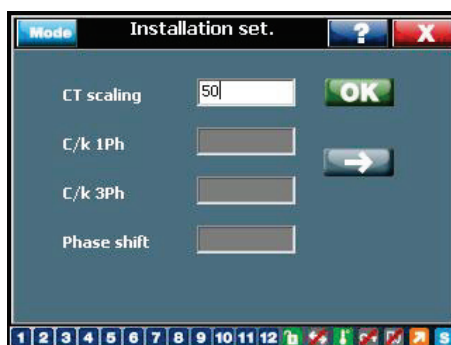 Mode Installation set. ? X
CT scaling 50 OK
C/k 1Ph
C/k 3Ph
Phase shift
1 2 3 4 5 6 7 8 9 10 11 12 S